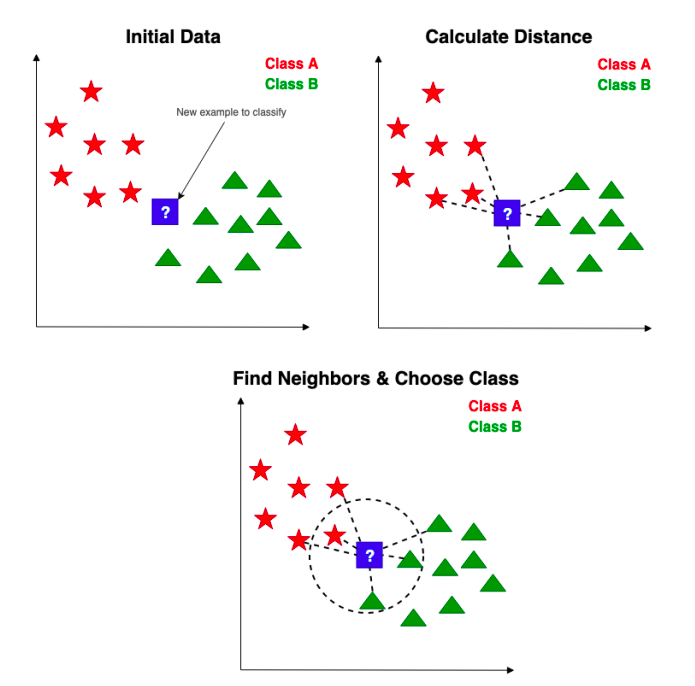 Initial Data
Class A
Class B
New example to classify
?
Calculate Distance
Class A
Class B
?
Find Neighbors & Choose Class
Class A
Class B
?